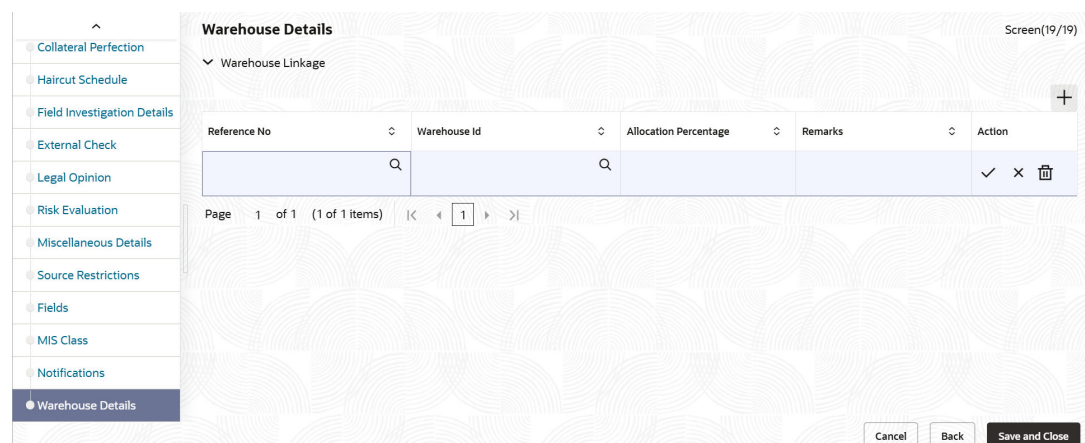 Warehouse Details
Screen(19/19)
Collateral Perfection
Haircut Schedule
Field Investigation Details
External Check
Legal Opinion
Risk Evaluation
Miscellaneous Details
Source Restrictions
Fields
MIS Class
Notifications
Warehouse Details
Warehouse Linkage
Reference No Warehouse Id Allocation Percentage Remarks Action
Page 1 of 1 (1 of 1 items) 1
Cancel Back Save and Close